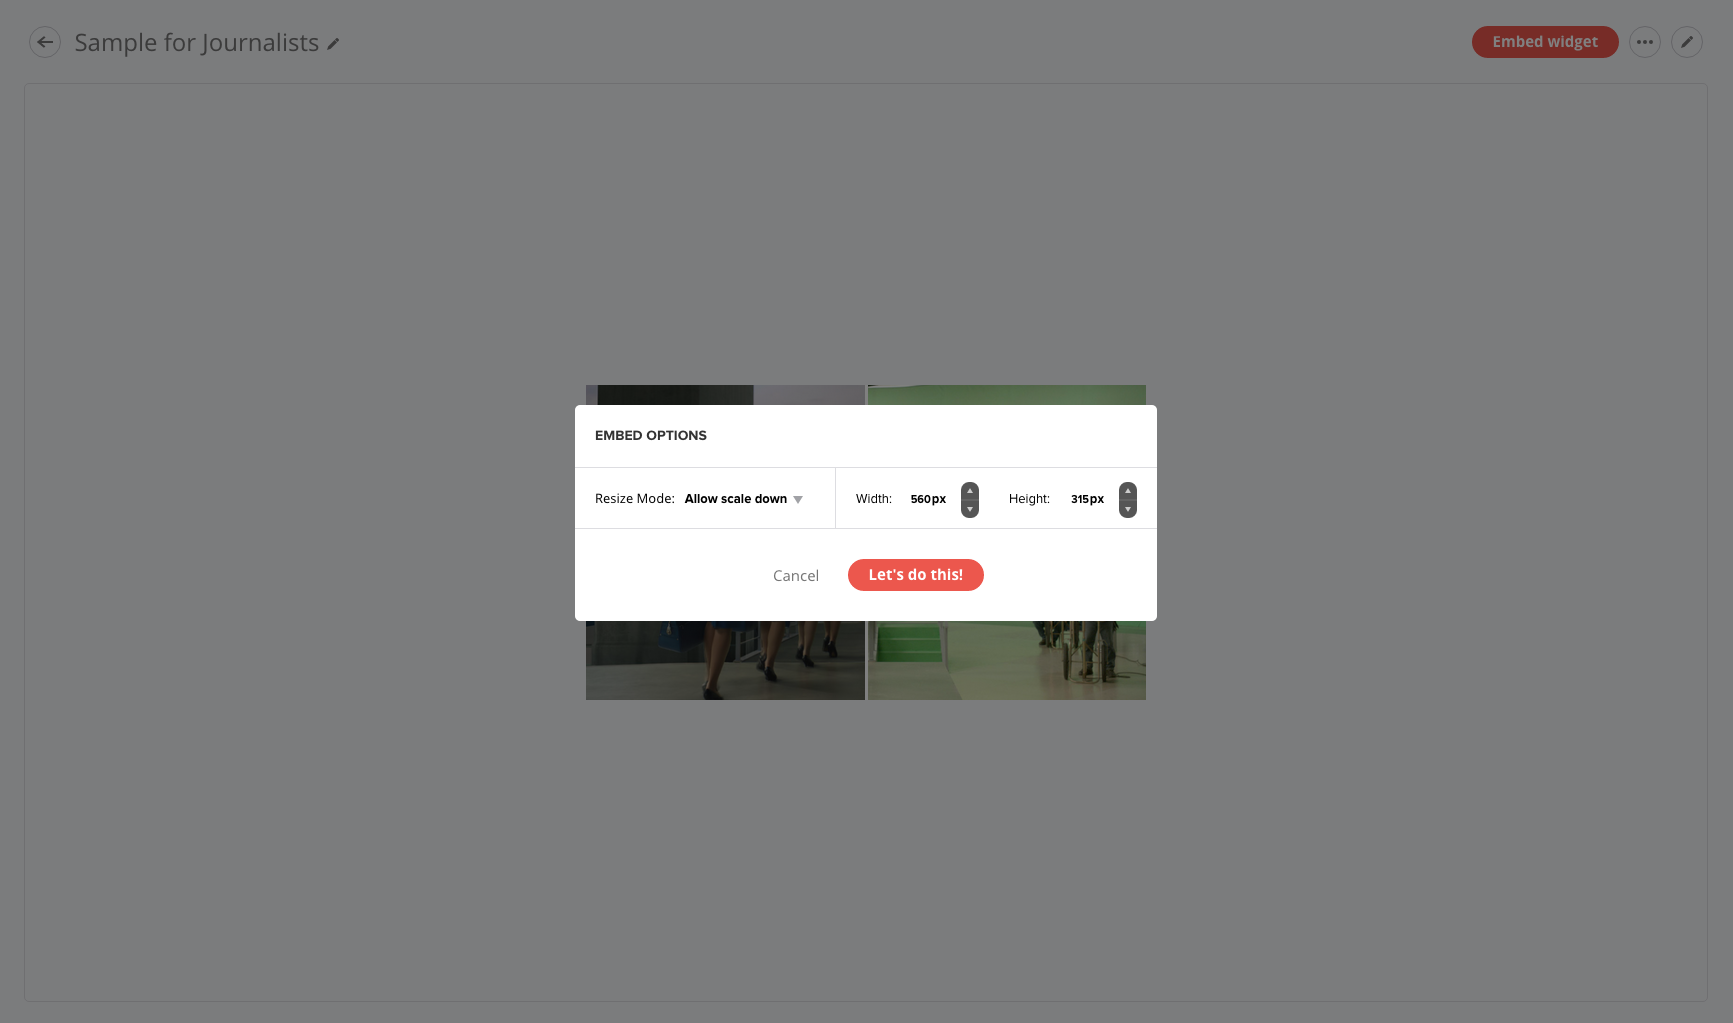 Sample for Journalists
Embed widget
EMBED OPTIONS
Resize Mode: Allow scale down
Width: 560px
Height: 315px
Cancel
Let's do this!